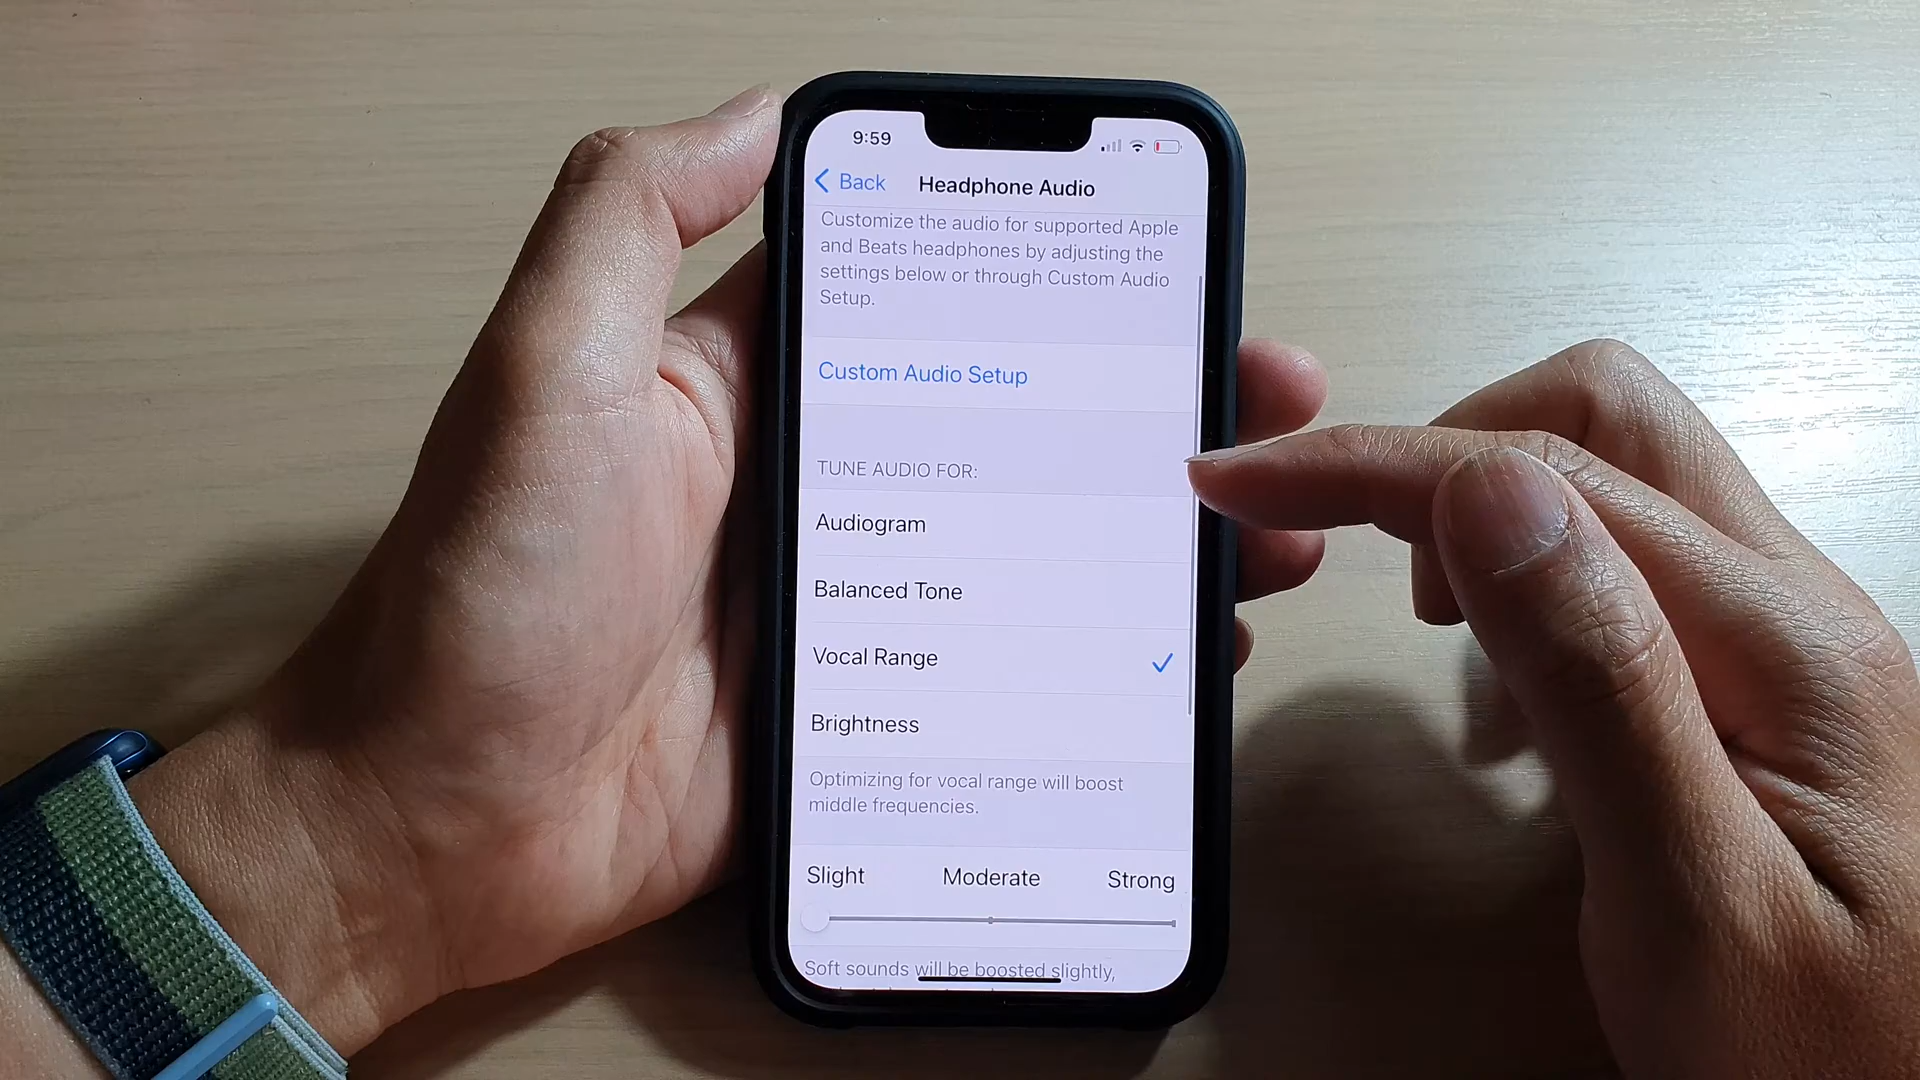 9:59
Back
Headphone Audio
Customize the audio for supported Apple
and Beats headphones by adjusting the
settings below or through Custom Audio
Setup.
Custom Audio Setup
TUNE AUDIO FOR:
Audiogram
Balanced Tone
Vocal Range
Brightness
Optimizing for vocal range will boost
middle frequencies.
Slight Moderate Strong
Soft sounds will be boosted slightly,